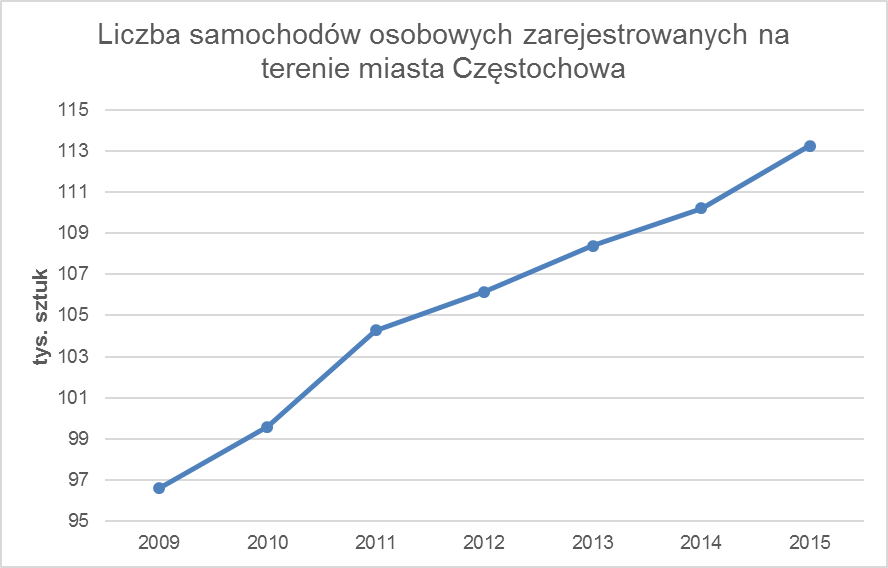 Liczba samochodów osobowych zarejestrowanych na
terenie miasta Częstochowa
115
113
111
109
107
105
103
101
99
97
95
tys. sztuk
2009 2010 2011 2012 2013 2014 2015